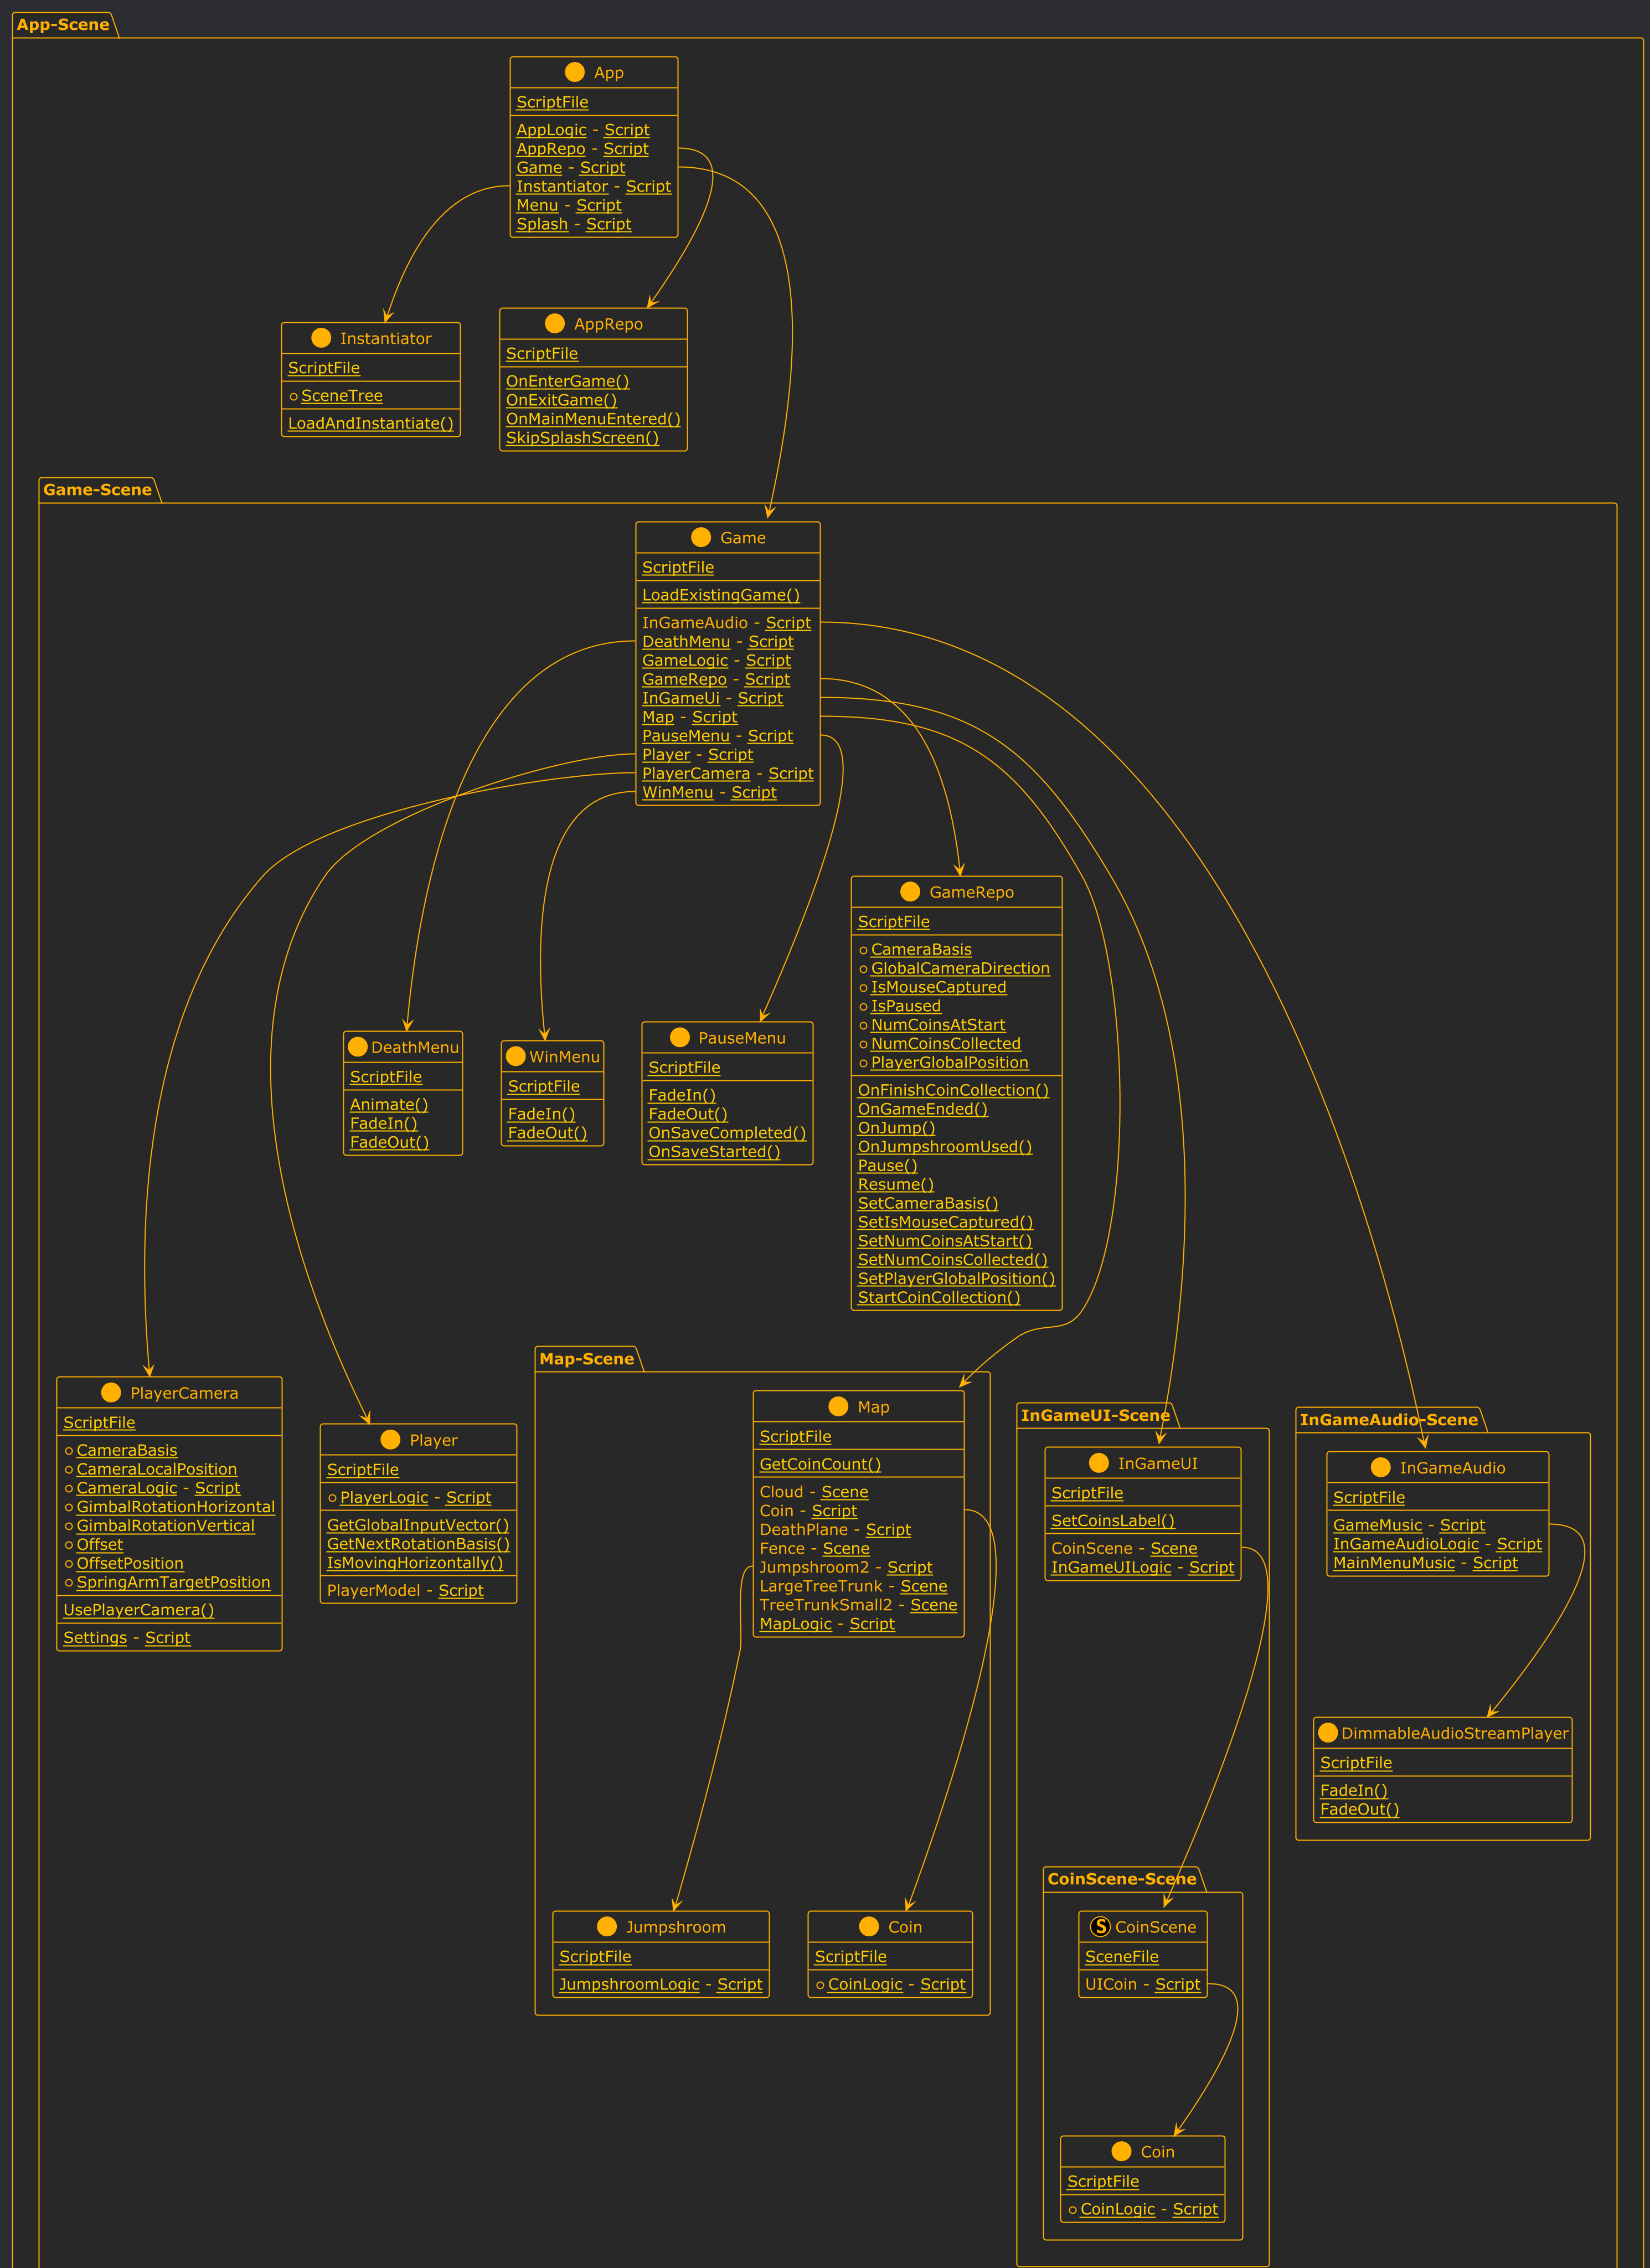 App-Scene
App
ScriptFile
AppLogic - Script
AppRepo - Script
Game - Script
Instantiator - Script
Menu - Script
Splash - Script
Instantiator
ScriptFile
SceneTree
LoadAndInstantiate()
AppRepo
ScriptFile
OnEnterGame()
OnExitGame()
OnMainMenuEntered()
SkipSplashScreen()
Game-Scene
Game
ScriptFile
LoadExistingGame()
InGameAudio - Script
DeathMenu - Script
GameLogic - Script
GameRepo - Script
InGameUi - Script
Map - Script
PauseMenu - Script
Player - Script
PlayerCamera - Script
WinMenu - Script
DeathMenu
ScriptFile
Animate()
FadeIn()
FadeOut()
WinMenu
ScriptFile
FadeIn()
FadeOut()
PauseMenu
ScriptFile
FadeIn()
FadeOut()
OnSaveCompleted()
OnSaveStarted()
GameRepo
ScriptFile
CameraBasis
GlobalCameraDirection
IsMouseCaptured
IsPaused
NumCoinsAtStart
NumCoinsCollected
PlayerGlobalPosition
OnFinishCoinCollection()
OnGameEnded()
OnJump()
OnJumpshroomUsed()
Pause()
Resume()
SetCameraBasis()
SetIsMouseCaptured()
SetNumCoinsAtStart()
SetNumCoinsCollected()
SetPlayerGlobalPosition()
StartCoinCollection()
PlayerCamera
ScriptFile
CameraBasis
CameraLocalPosition
CameraLogic - Script
GimbalRotationHorizontal
GimbalRotationVertical
Offset
OffsetPosition
SpringArmTargetPosition
UsePlayerCamera()
Settings - Script
Player
ScriptFile
PlayerLogic - Script
GetGlobalInputVector()
GetNextRotationBasis()
IsMovingHorizontally()
PlayerModel - Script
Map-Scene
Map
ScriptFile
GetCoinCount()
Cloud - Scene
Coin - Script
DeathPlane - Script
Fence - Scene
Jumpshroom2 - Script
LargeTreeTrunk - Scene
TreeTrunkSmall2 - Scene
MapLogic - Script
Jumpshroom
ScriptFile
JumpshroomLogic - Script
Coin
ScriptFile
CoinLogic - Script
InGameUI-Scene
InGameUI
ScriptFile
SetCoinsLabel()
CoinScene - Scene
InGameUILogic - Script
CoinScene-Scene
S CoinScene
SceneFile
UICoin - Script
Coin
ScriptFile
CoinLogic - Script
InGameAudio-Scene
InGameAudio
ScriptFile
GameMusic - Script
InGameAudioLogic - Script
MainMenuMusic - Script
DimmableAudioStreamPlayer
ScriptFile
FadeIn()
FadeOut()